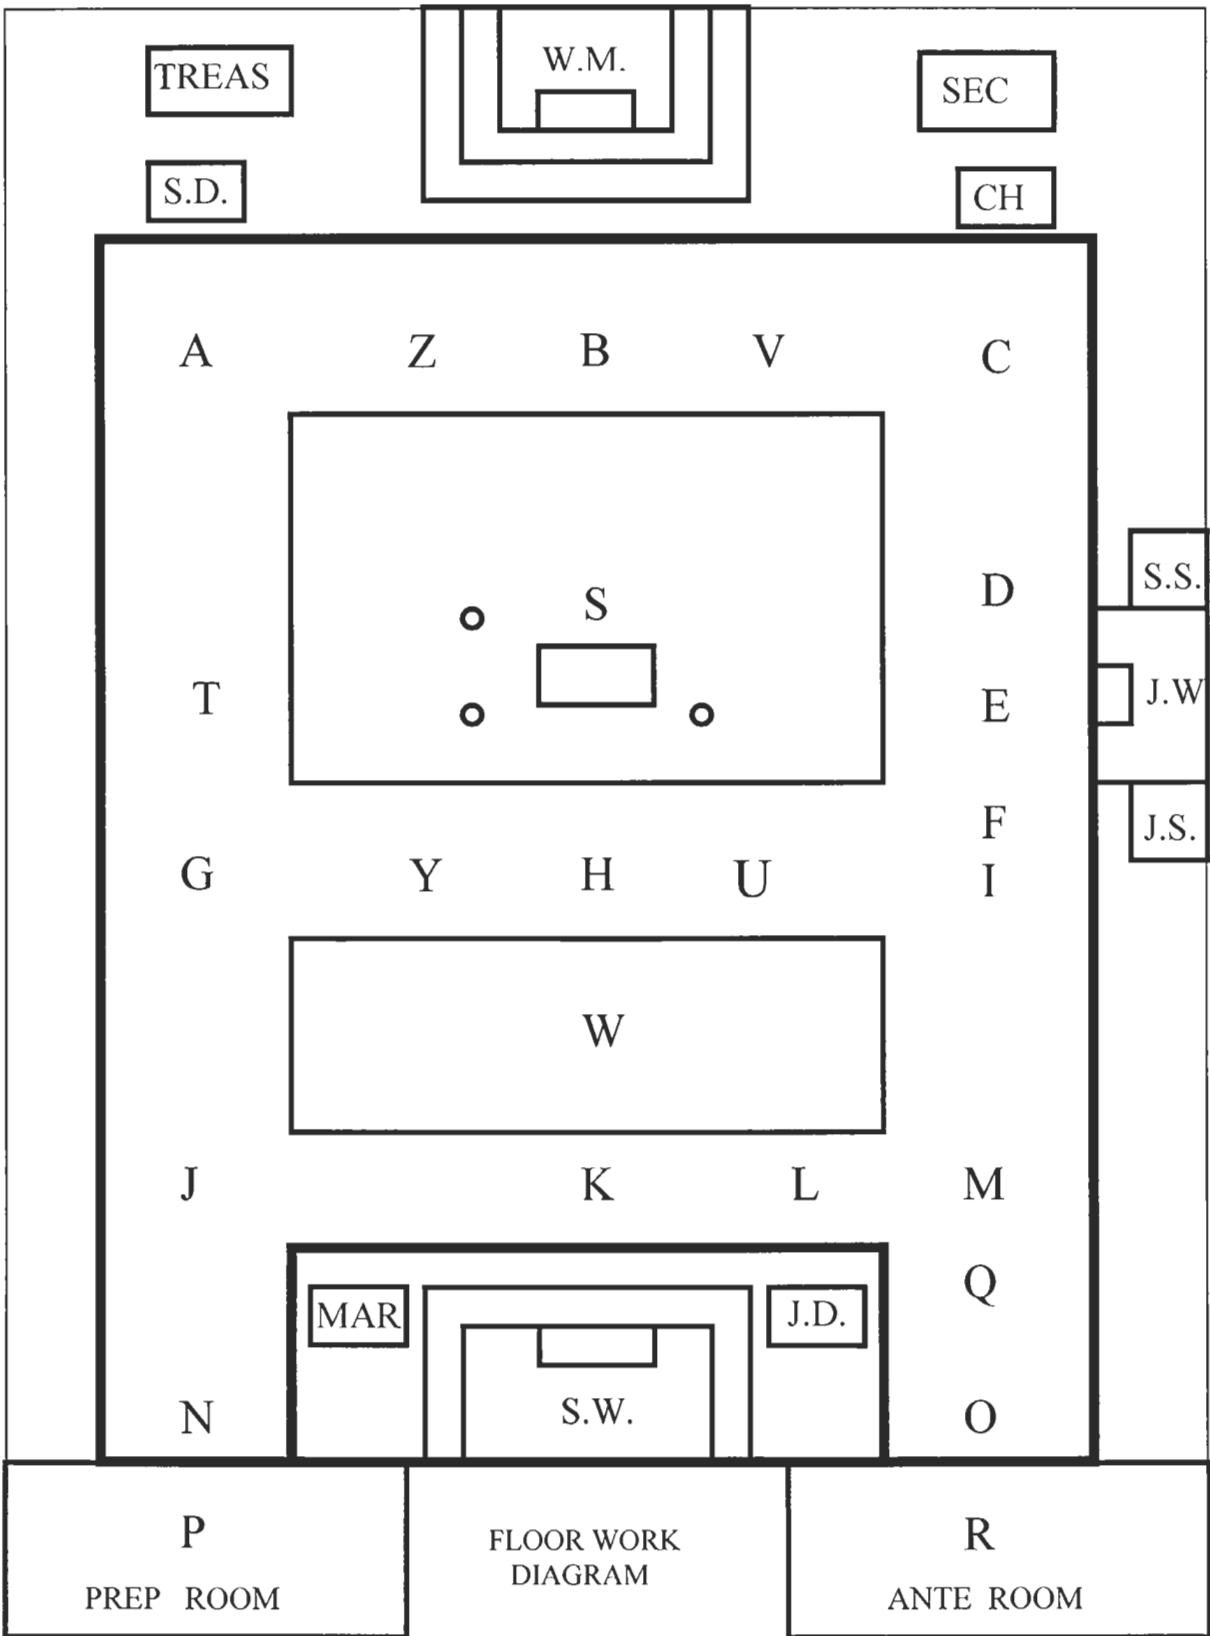 W.M.
TREAS
SEC
S.D.
CH
A Z B V C
S.S.
D
S
T
E
J.W
F
J.S.
G Y H U I
W
J K L M
Q
MAR
J.D.
S.W.
N
O
P
R
FLOOR WORK
DIAGRAM
PREP ROOM
ANTE ROOM